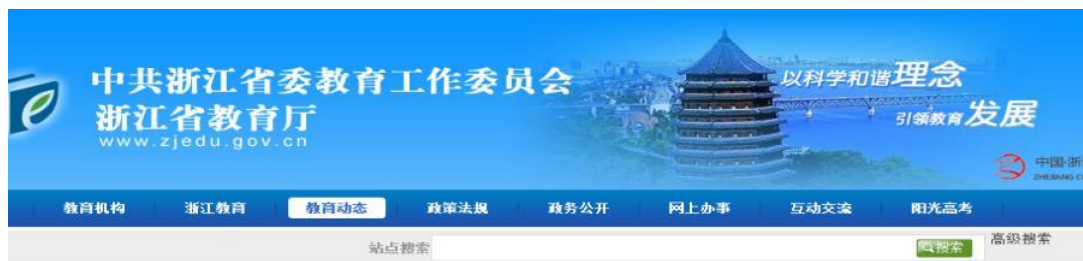 中共浙江省委教育工作委员会
浙江省教育厅
www.zjedu.gov.cn
以科学和谐理念
引领教育发展
中国·浙
ZHEJIANG C
教育机构 浙江教育 教育动态 政策法规 政务公开 网上办事 互动交流 阳光高考
站点搜索 搜索 高级搜索